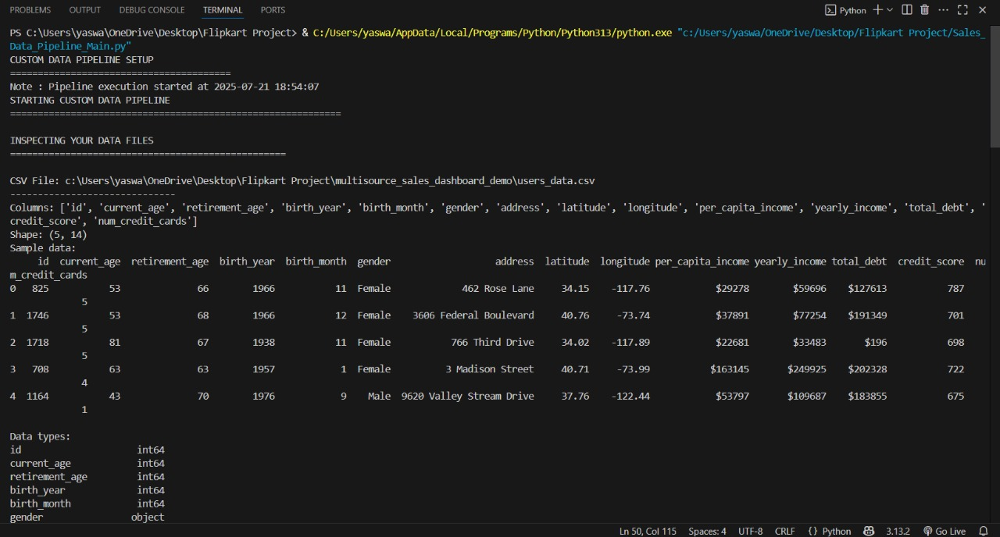 PROBLEMS OUTPUT DEBUG CONSOLE TERMINAL PORTS Python
PS C:\Users\yaswa\OneDrive\Desktop\Flipkart Project> & C:/Users/yaswa/AppData/Local/Programs/Python/Python313/python.exe "c:/Users/yaswa/OneDrive/Desktop/Flipkart Project/Sales_
Data_Pipeline_Main.py"
CUSTOM DATA PIPELINE SETUP
========================================
Note : Pipeline execution started at 2025-07-21 18:54:07
STARTING CUSTOM DATA PIPELINE
============================================================
INSPECTING YOUR DATA FILES
==================================================
CSV File: c:\Users\yaswa\OneDrive\Desktop\Flipkart Project\multisource_sales_dashboard_demo\users_data.csv
------------------------------
Columns: ['id', 'current_age', 'retirement_age', 'birth_year', 'birth_month', 'gender', 'address', 'latitude', 'longitude', 'per_capita_income', 'yearly_income', 'total_debt', '
credit_score', 'num_credit_cards']
Shape: (5, 14)
Sample data:
id current_age retirement_age birth_year birth_month gender address latitude longitude per_capita_income yearly_income total_debt credit_score nu
m_credit_cards
0 825 53 66 1966 11 Female 462 Rose Lane 34.15 -117.76 $29278 $59696 $127613 787
5
1 1746 53 68 1966 12 Female 3606 Federal Boulevard 40.76 -73.74 $37891 $77254 $191349 701
5
2 1718 81 67 1938 11 Female 766 Third Drive 34.02 -117.89 $22681 $33483 $196 698
5
3 708 63 63 1957 1 Female 3 Madison Street 40.71 -73.99 $163145 $249925 $202328 722
4
4 1164 43 70 1976 9 Male 9620 Valley Stream Drive 37.76 -122.44 $53797 $109687 $183855 675
1
Data types:
id int64
current_age int64
retirement_age int64
birth_year int64
birth_month int64
gender object
Ln 50, Col 115 Spaces: 4 UTF-8 CRLF {} Python 3.13.2 Go Live